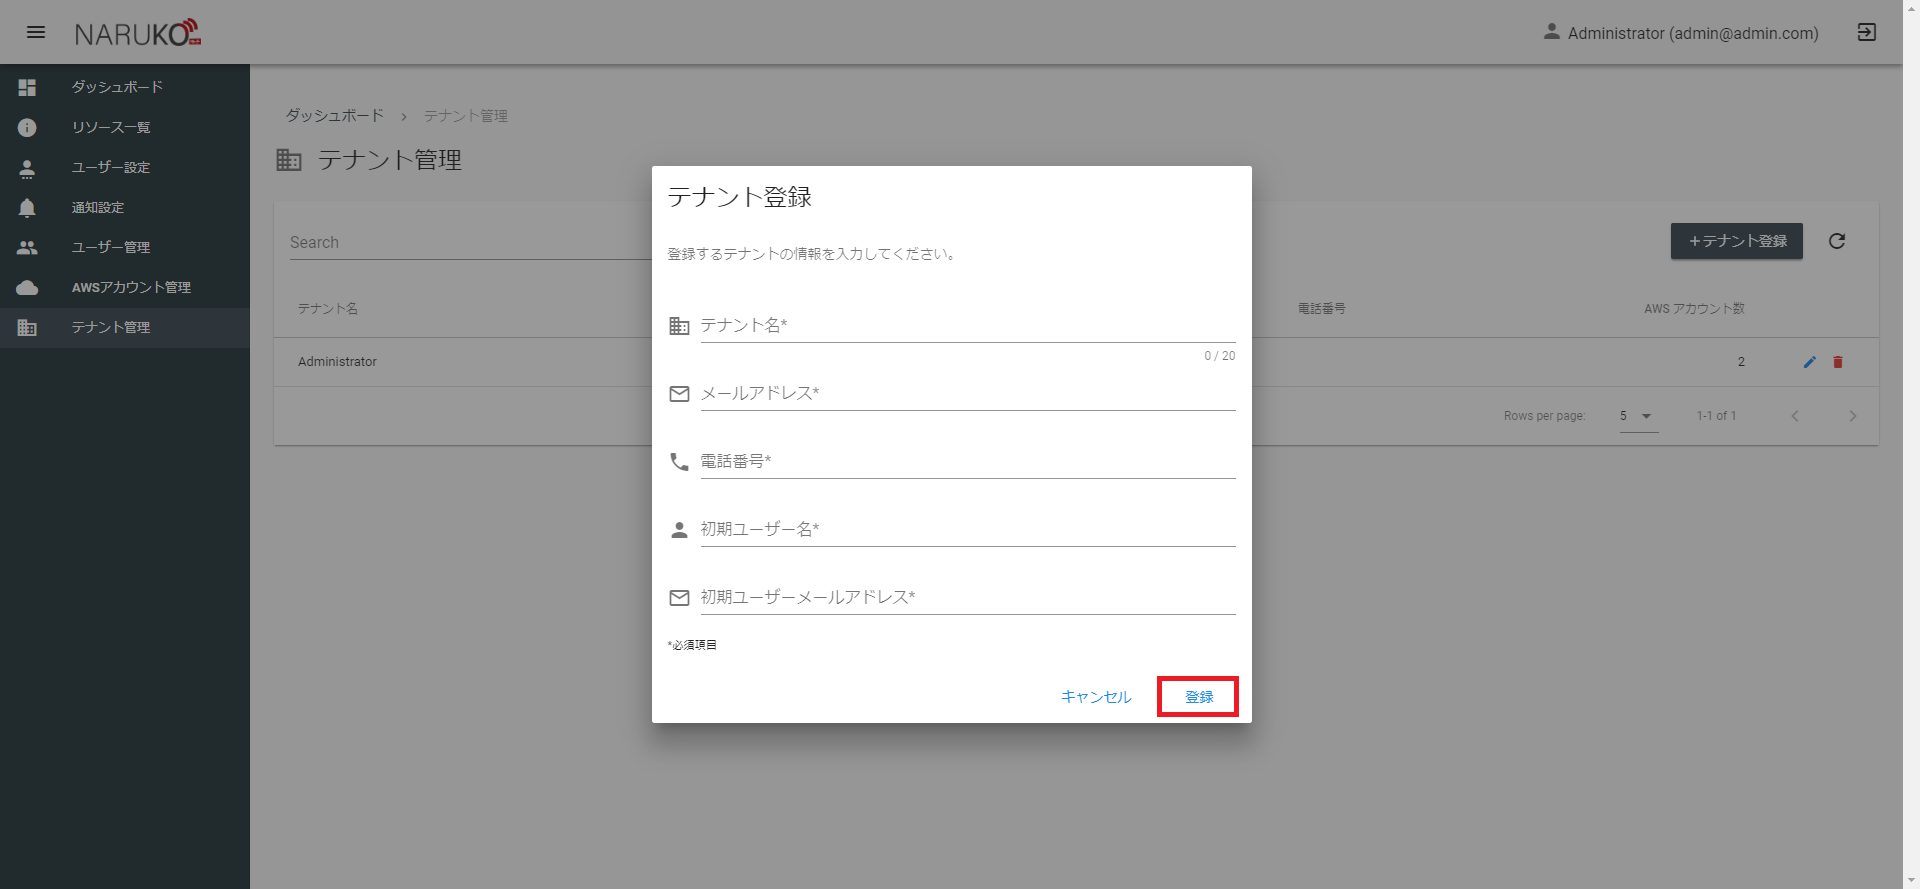 NARUKO
Administrator (admin@admin.com)
ダッシュボード
リソース一覧
ユーザー設定
通知設定
ユーザー管理
AWSアカウント管理
テナント管理
ダッシュボード > テナント管理
テナント管理
Search
+テナント登録
テナント名
電話番号
AWS アカウント数
Administrator
2
Rows per page: 5 1-1 of 1
テナント登録
登録するテナントの情報を入力してください。
テナント名*
0 / 20
メールアドレス*
電話番号*
初期ユーザー名*
初期ユーザーメールアドレス*
*必須項目
キャンセル 登録